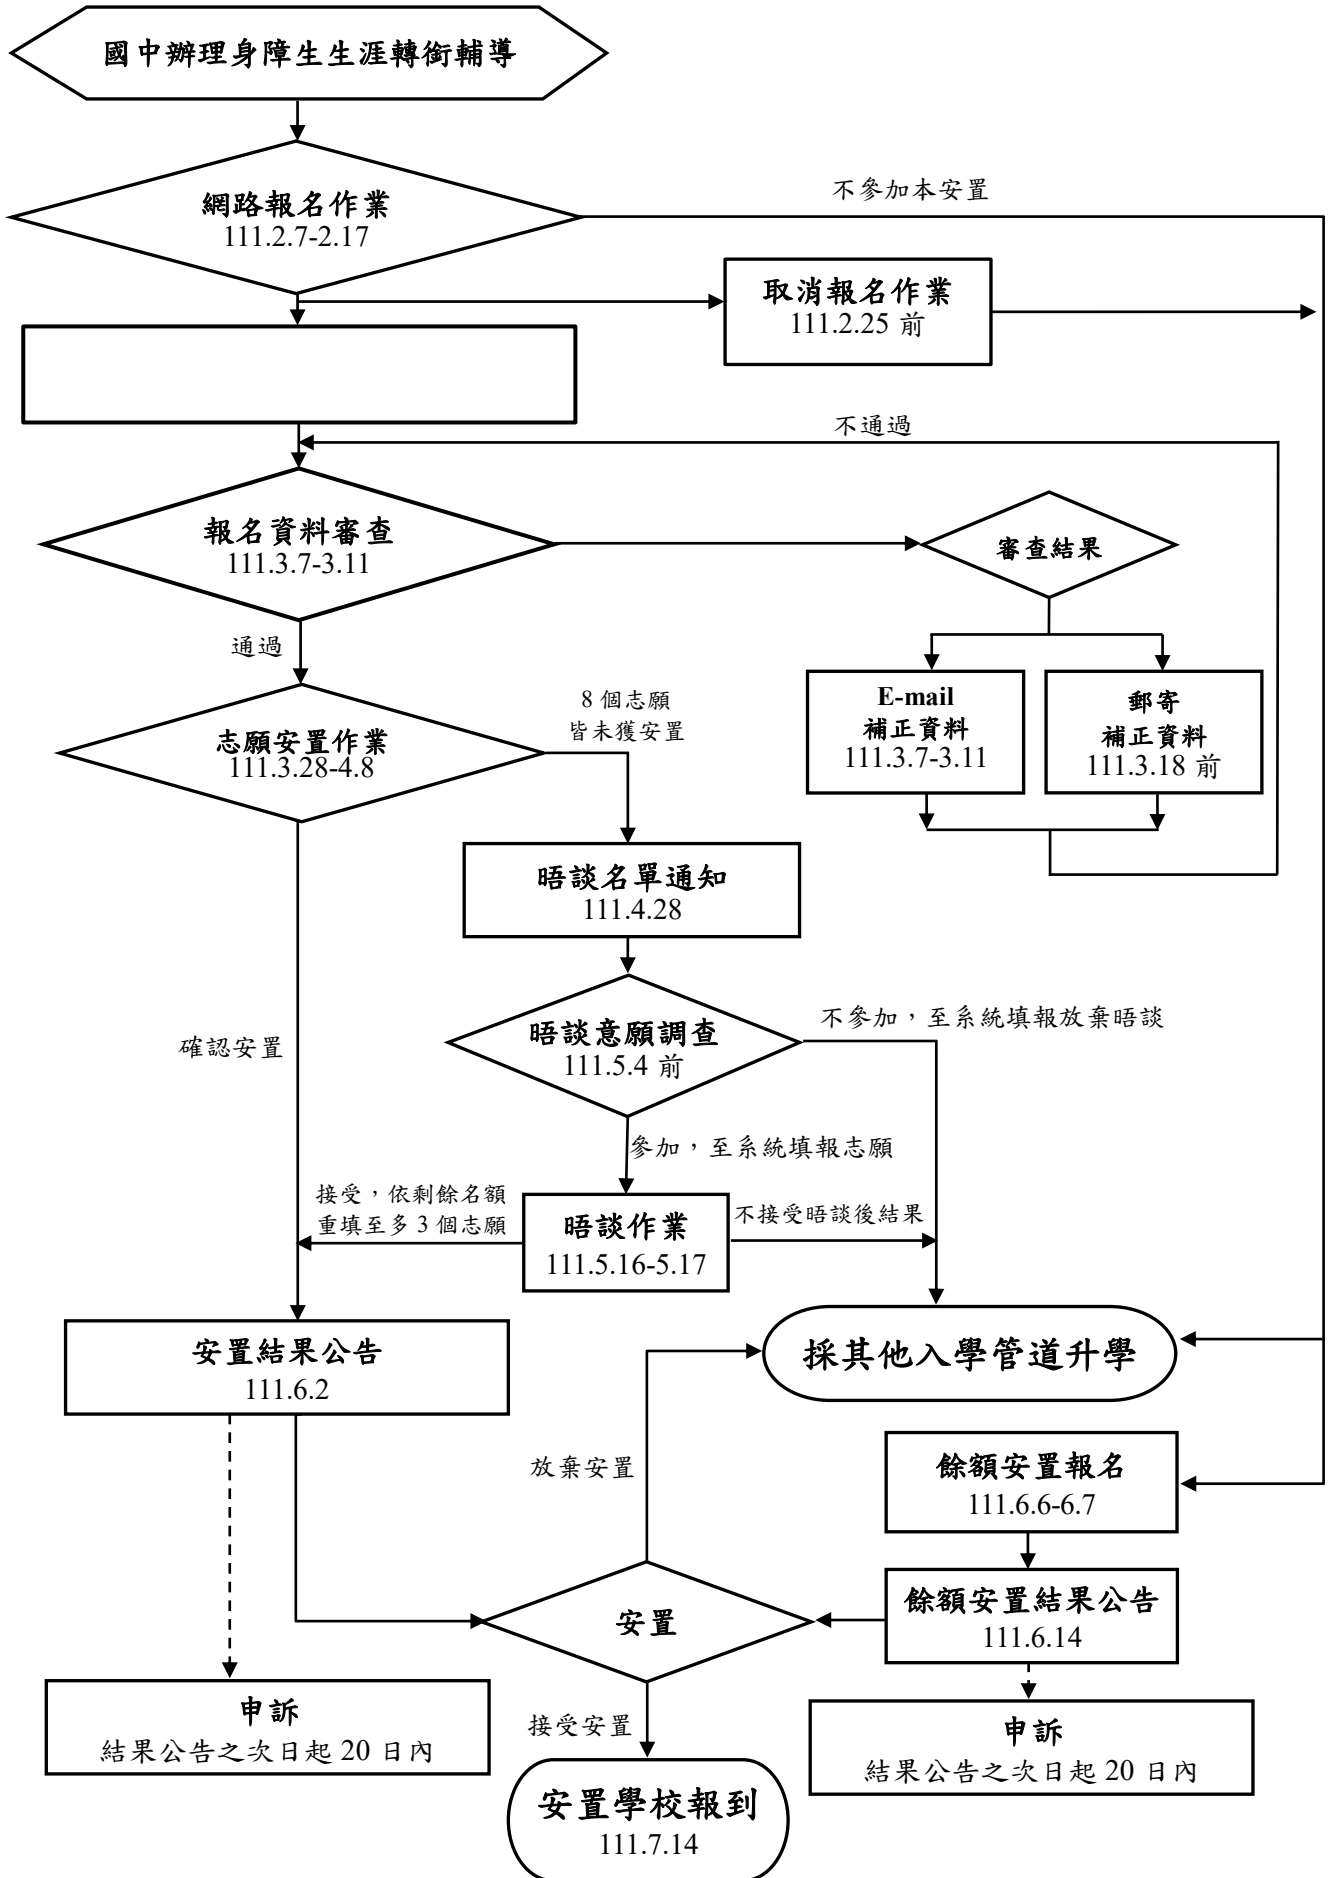 國中辦理身障生生涯轉銜輔導
網路報名作業
111.2.7-2.17
不參加本安置
取消報名作業
111.2.25 前
不通過
報名資料審查
111.3.7-3.11
審查結果
通過
E-mail
補正資料
111.3.7-3.11
郵寄
補正資料
111.3.18 前
志願安置作業
111.3.28-4.8
8 個志願
皆未獲安置
晤談名單通知
111.4.28
確認安置
晤談意願調查
111.5.4 前
不參加，至系統填報放棄晤談
參加，至系統填報志願
接受，依剩餘名額
重填至多 3 個志願
晤談作業
111.5.16-5.17
不接受晤談後結果
安置結果公告
111.6.2
採其他入學管道升學
放棄安置
餘額安置報名
111.6.6-6.7
安置
餘額安置結果公告
111.6.14
申訴
結果公告之次日起 20 日內
接受安置
申訴
結果公告之次日起 20 日內
安置學校報到
111.7.14